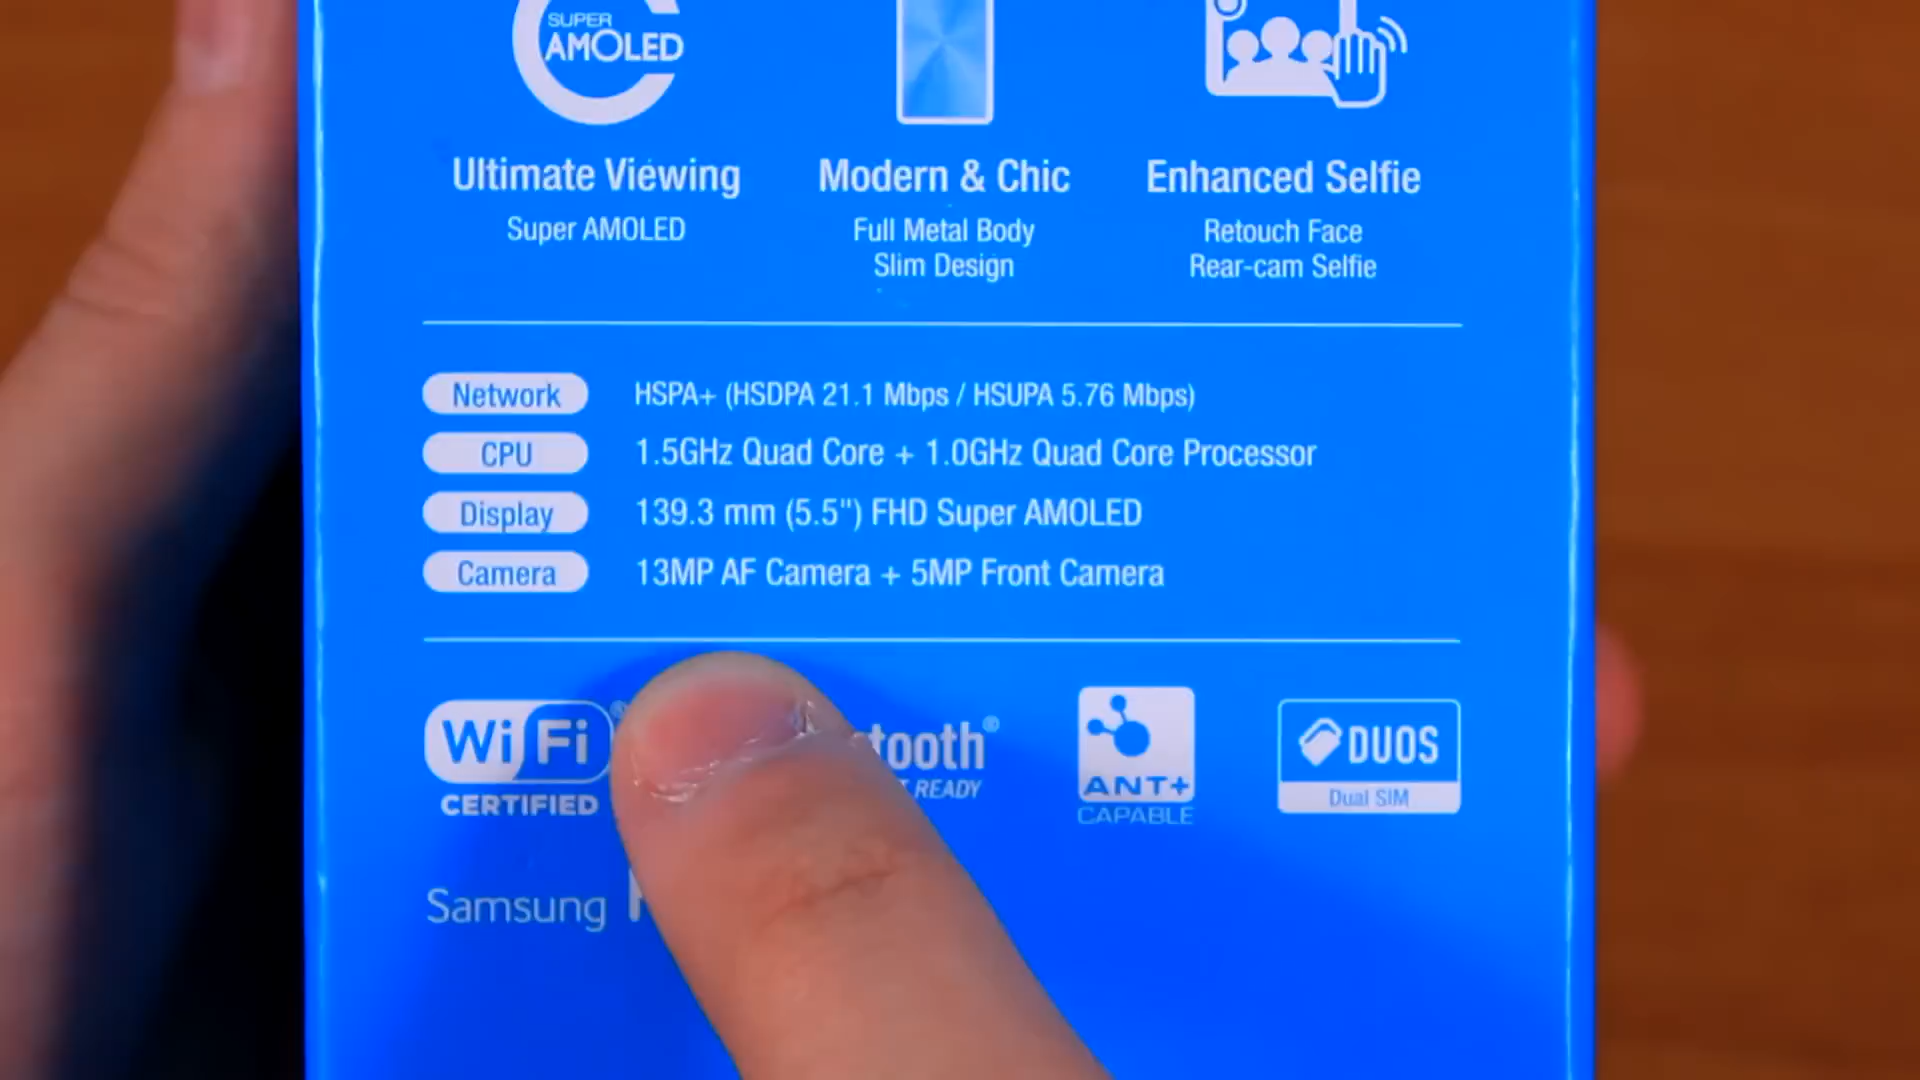 SUPER
AMOLED
Ultimate Viewing
Super AMOLED
Modern & Chic
Full Metal Body
Slim Design
Enhanced Selfie
Retouch Face
Rear-cam Selfie
Network HSPA+ (HSDPA 21.1 Mbps / HSUPA 5.76 Mbps)
CPU 1.5GHz Quad Core + 1.0GHz Quad Core Processor
Display 139.3 mm (5.5") FHD Super AMOLED
Camera 13MP AF Camera + 5MP Front Camera
WiFi
CERTIFIED
tooth®
READY
ANT+
CAPABLE
DUOS
Dual SIM
Samsung